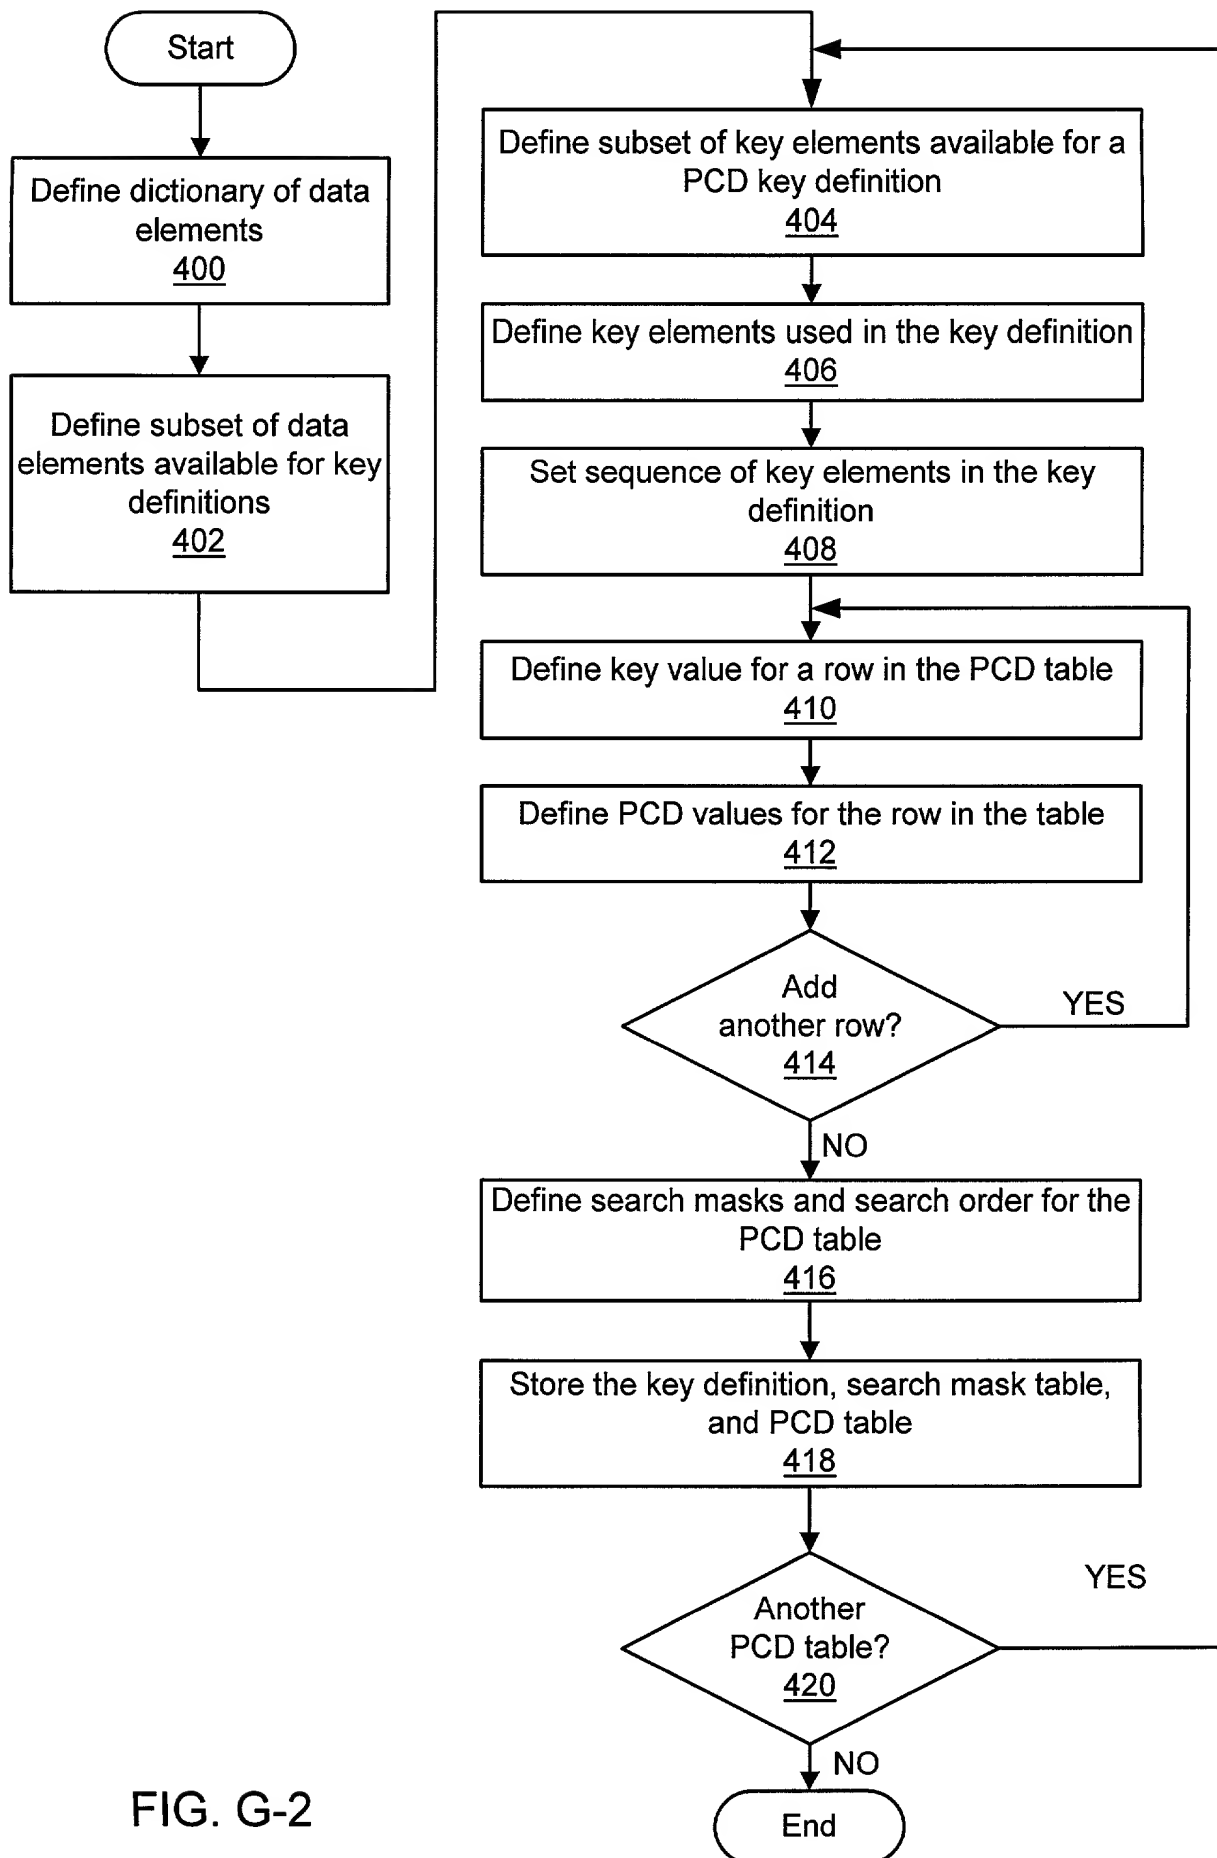 Start
Define dictionary of data
elements
400
Define subset of data
elements available for key
definitions
402
Define subset of key elements available for a
PCD key definition
404
Define key elements used in the key definition
406
Set sequence of key elements in the key
definition
408
Define key value for a row in the PCD table
410
Define PCD values for the row in the table
412
Add
another row?
414
YES
NO
Define search masks and search order for the
PCD table
416
Store the key definition, search mask table,
and PCD table
418
Another
PCD table?
420
YES
NO
End
FIG. G-2